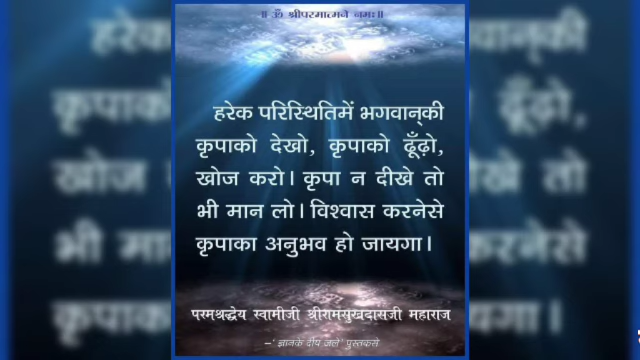 ॥ ॐ श्रीपरमात्मने नमः॥
हरेक परिस्थितिमें भगवान्‌की
कृपाको देखो, कृपाको ढूँढ़ो,
खोज करो। कृपा न दीखे तो
भी मान लो। विश्वास करनेसे
कृपाका अनुभव हो जायगा।
परमश्रद्धेय स्वामीजी श्रीरामसुखदासजी महाराज
–‘ज्ञानके दीप जले’ पुस्तकसे